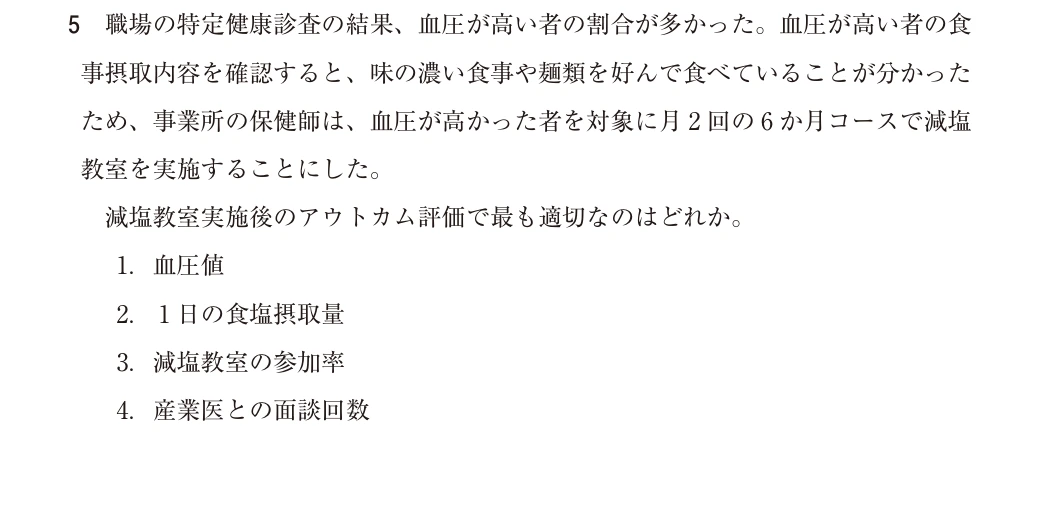 5　職場の特定健康診査の結果、血圧が高い者の割合が多かった。血圧が高い者の食
事摂取内容を確認すると、味の濃い食事や麺類を好んで食べていることが分かった
ため、事業所の保健師は、血圧が高かった者を対象に月2回の6か月コースで減塩
教室を実施することにした。
減塩教室実施後のアウトカム評価で最も適切なのはどれか。
1. 血圧値
2. 1日の食塩摂取量
3. 減塩教室の参加率
4. 産業医との面談回数